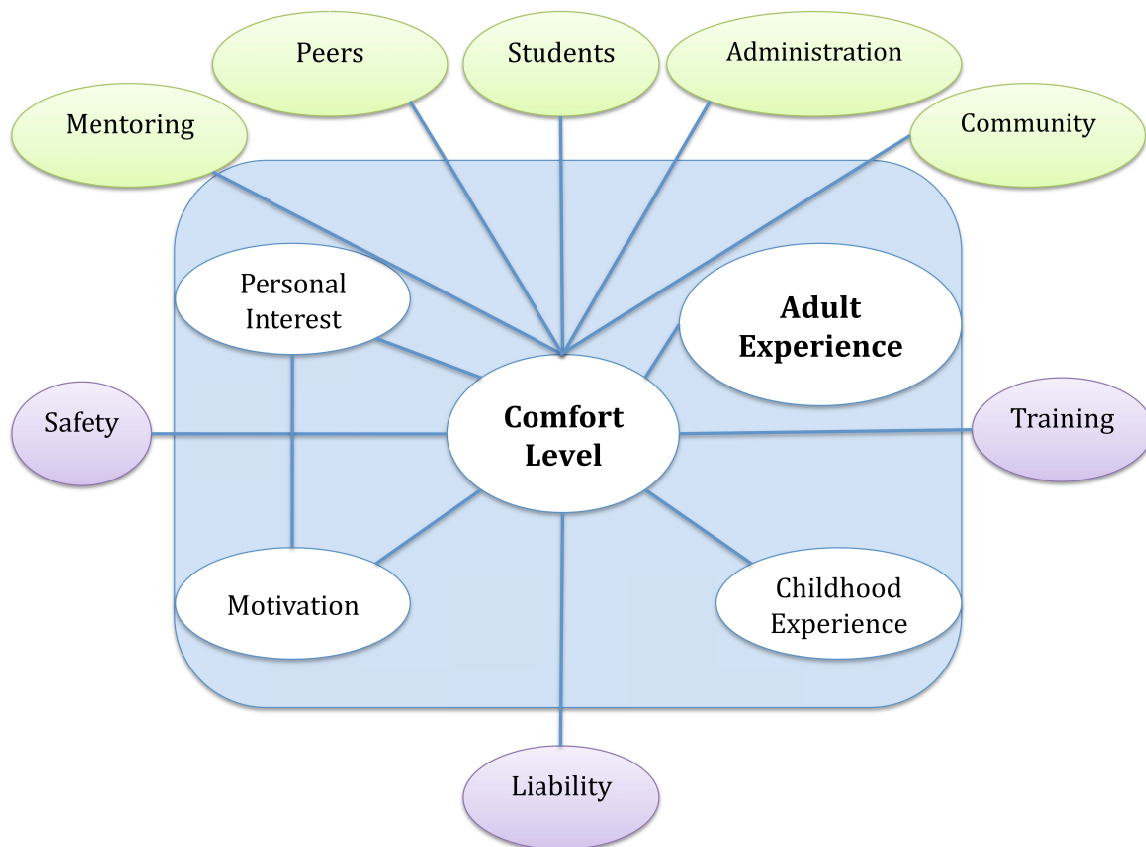 Peers
Students
Administration
Mentoring
Community
Personal
Interest
Adult
Experience
Safety
Comfort
Level
Training
Motivation
Childhood
Experience
Liability